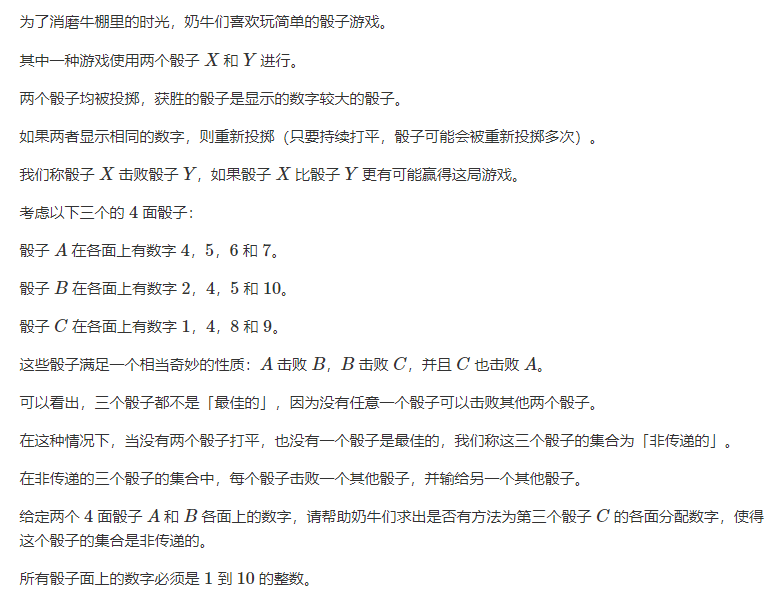 为了消磨牛棚里的时光，奶牛们喜欢玩简单的骰子游戏。
其中一种游戏使用两个骰子 X 和 Y 进行。
两个骰子均被投掷，获胜的骰子是显示的数字较大的骰子。
如果两者显示相同的数字，则重新投掷（只要持续打平，骰子可能会被重新投掷多次）。
我们称骰子 X 击败骰子 Y，如果骰子 X 比骰子 Y 更有可能赢得这局游戏。
考虑以下三个的 4 面骰子：
骰子 A 在各面上有数字 4，5，6 和 7。
骰子 B 在各面上有数字 2，4，5 和 10。
骰子 C 在各面上有数字 1，4，8 和 9。
这些骰子满足一个相当奇妙的性质：A 击败 B，B 击败 C，并且 C 也击败 A。
可以看出，三个骰子都不是「最佳的」，因为没有任意一个骰子可以击败其他两个骰子。
在这种情况下，当没有两个骰子打平，也没有一个骰子是最佳的，我们称这三个骰子的集合为「非传递的」。
在非传递的三个骰子的集合中，每个骰子击败一个其他骰子，并输给另一个其他骰子。
给定两个 4 面骰子 A 和 B 各面上的数字，请帮助奶牛们求出是否有方法为第三个骰子 C 的各面分配数字，使得
这个骰子的集合是非传递的。
所有骰子面上的数字必须是 1 到 10 的整数。